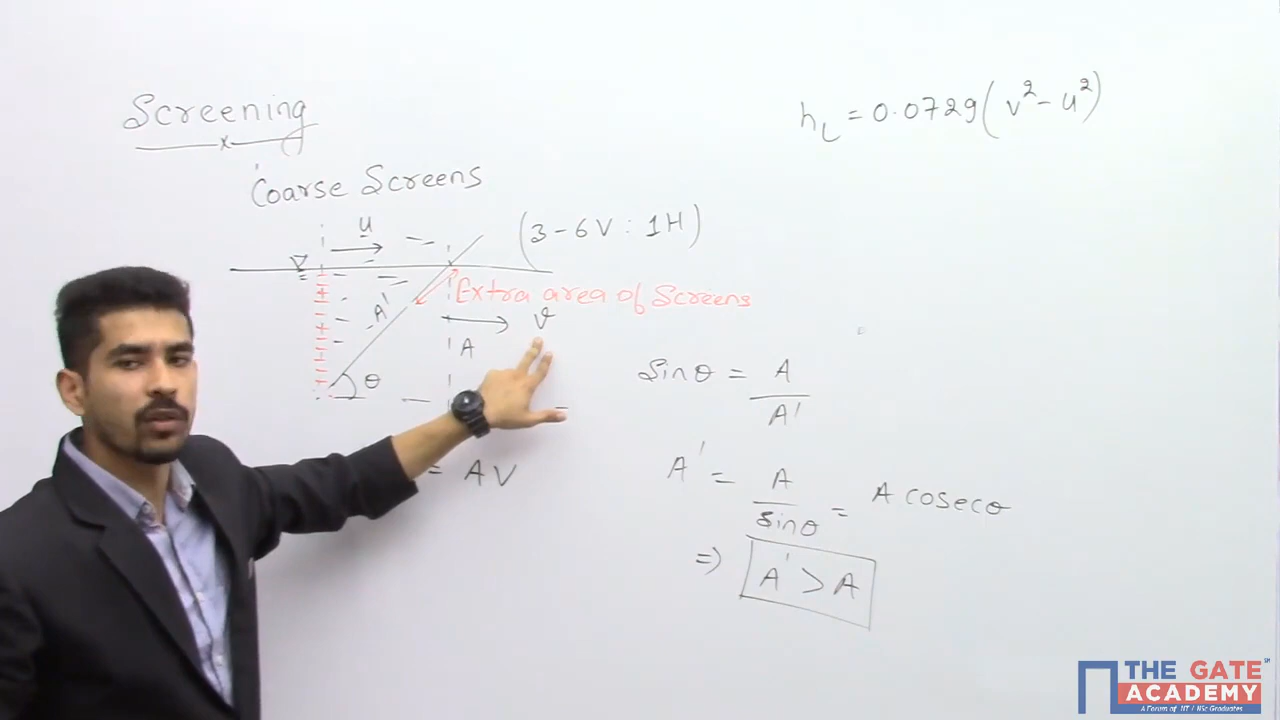 Screening
x
Coarse Screens
u
(3-6V : 1H)
A'
Extra area of Screens
v
A
θ
= AV
hL = 0.0729(v² - u²)
sinθ = A / A'
A' = A / sinθ = A cosecθ
=) A' > A
THE GATE
ACADEMY